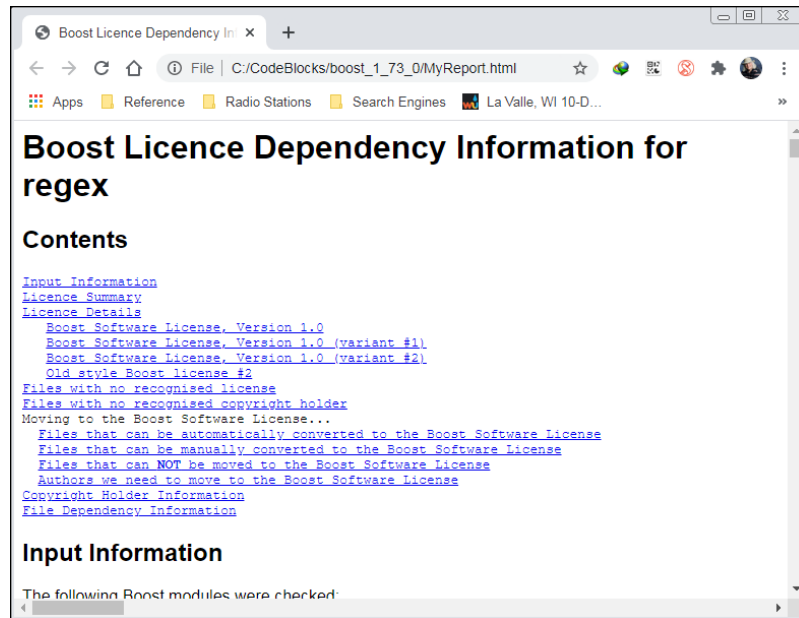 Boost Licence Dependency In
File | C:/CodeBlocks/boost_1_73_0/MyReport.html
Apps Reference Radio Stations Search Engines La Valle, WI 10-D...
Boost Licence Dependency Information for
regex
Contents
Input Information
Licence Summary
Licence Details
Boost Software License, Version 1.0
Boost Software License, Version 1.0 (variant #1)
Boost Software License, Version 1.0 (variant #2)
Old style Boost license #2
Files with no recognised license
Files with no recognised copyright holder
Moving to the Boost Software License...
Files that can be automatically converted to the Boost Software License
Files that can be manually converted to the Boost Software License
Files that can NOT be moved to the Boost Software License
Authors we need to move to the Boost Software License
Copyright Holder Information
File Dependency Information
Input Information
The following Boost modules were checked: